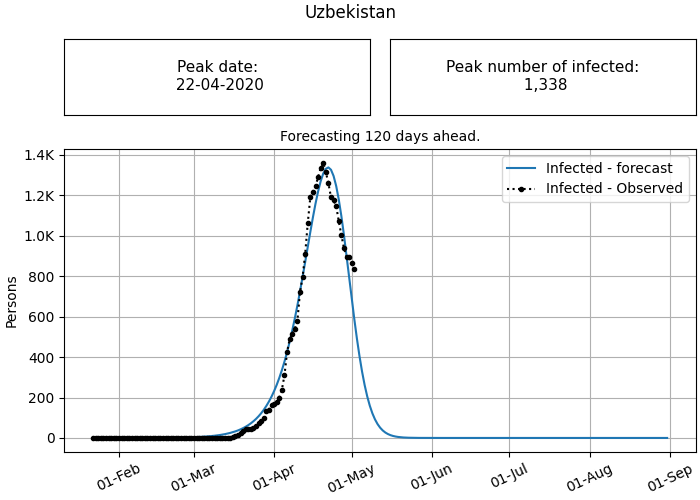 Uzbekistan
Peak date:
22-04-2020
Peak number of infected:
1,338
Forecasting 120 days ahead.
1.4K
1.2K
1.0K
800
600
400
200
0
Persons
Infected - forecast
Infected - Observed
01-Feb
01-Mar
01-Apr
01-May
01-Jun
01-Jul
01-Aug
01-Sep